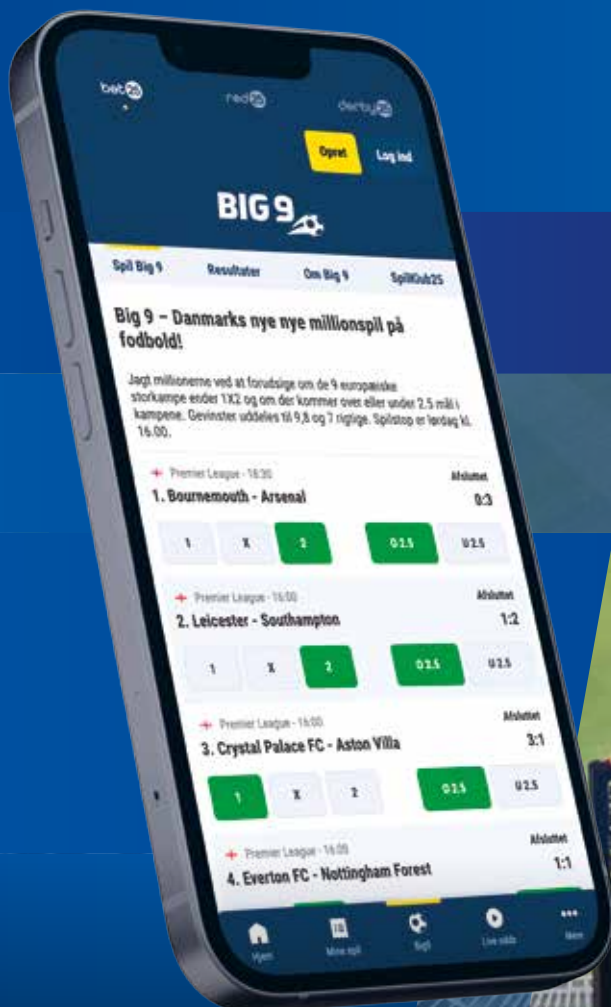 bet25
red25
derby25
Opret
Log ind
BIG 9
Spil Big 9
Resultater
Om Big 9
SpilKlub25
Big 9 – Danmarks nye nye millionspil på
fodbold!
Jagt millionerne ved at forudsige om de 9 europæiske
storkampe ender 1X2 og om der kommer over eller under 2.5 mål i
kampene. Gevinster uddeles til 9,8 og 7 rigtige. Spilstop er lørdag kl.
16.00.
Premier League - 18:30
Afsluttet
1. Bournemouth - Arsenal
0:3
1 X 2 O 2.5 U 2.5
Premier League - 16:00
Afsluttet
2. Leicester - Southampton
1:2
1 X 2 O 2.5 U 2.5
Premier League - 16:00
Afsluttet
3. Crystal Palace FC - Aston Villa
3:1
1 X 2 O 2.5 U 2.5
Premier League - 16:00
Afsluttet
4. Everton FC - Nottingham Forest
1:1
Hjem
Mine spil
Big9
Live odds
Mere